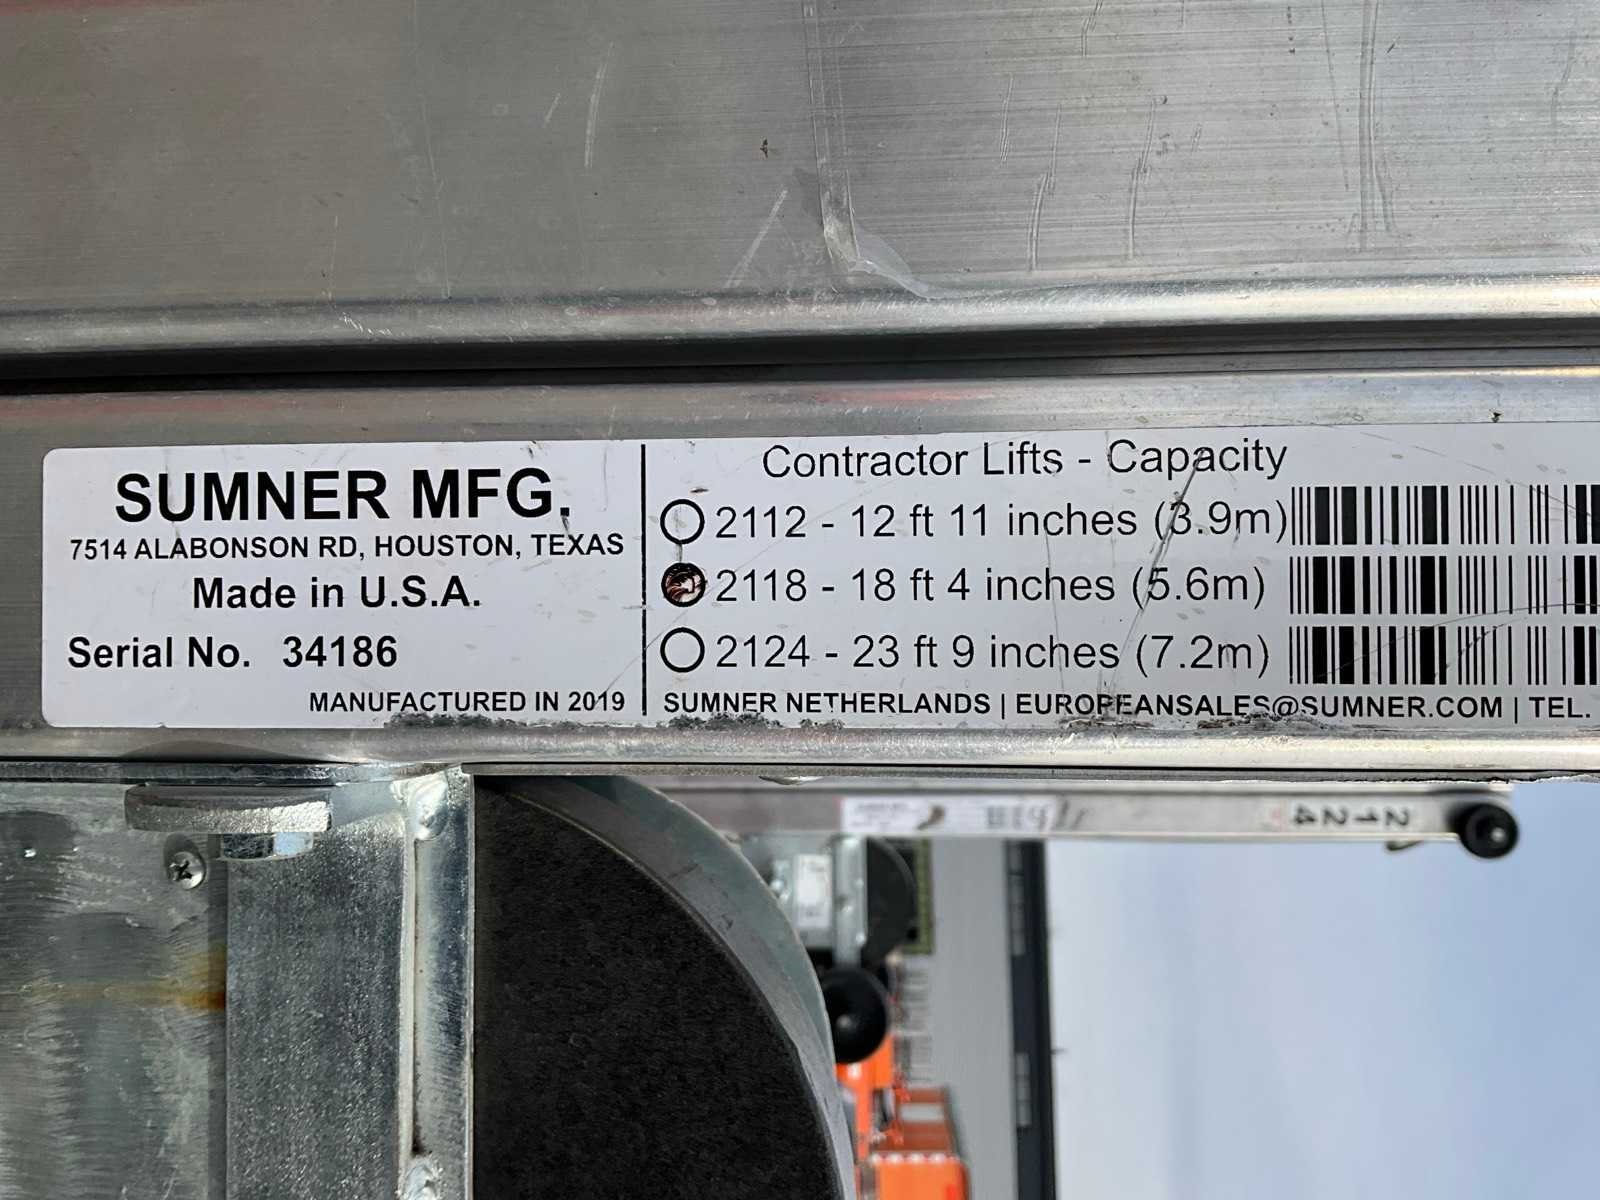 SUMNER MFG.
7514 ALABONSON RD, HOUSTON, TEXAS
Made in U.S.A.
Serial No. 34186
MANUFACTURED IN 2019
Contractor Lifts - Capacity
2112 - 12 ft 11 inches (3.9m)
2118 - 18 ft 4 inches (5.6m)
2124 - 23 ft 9 inches (7.2m)
SUMNER NETHERLANDS | EUROPEANSALES@SUMNER.COM | TEL.
2124